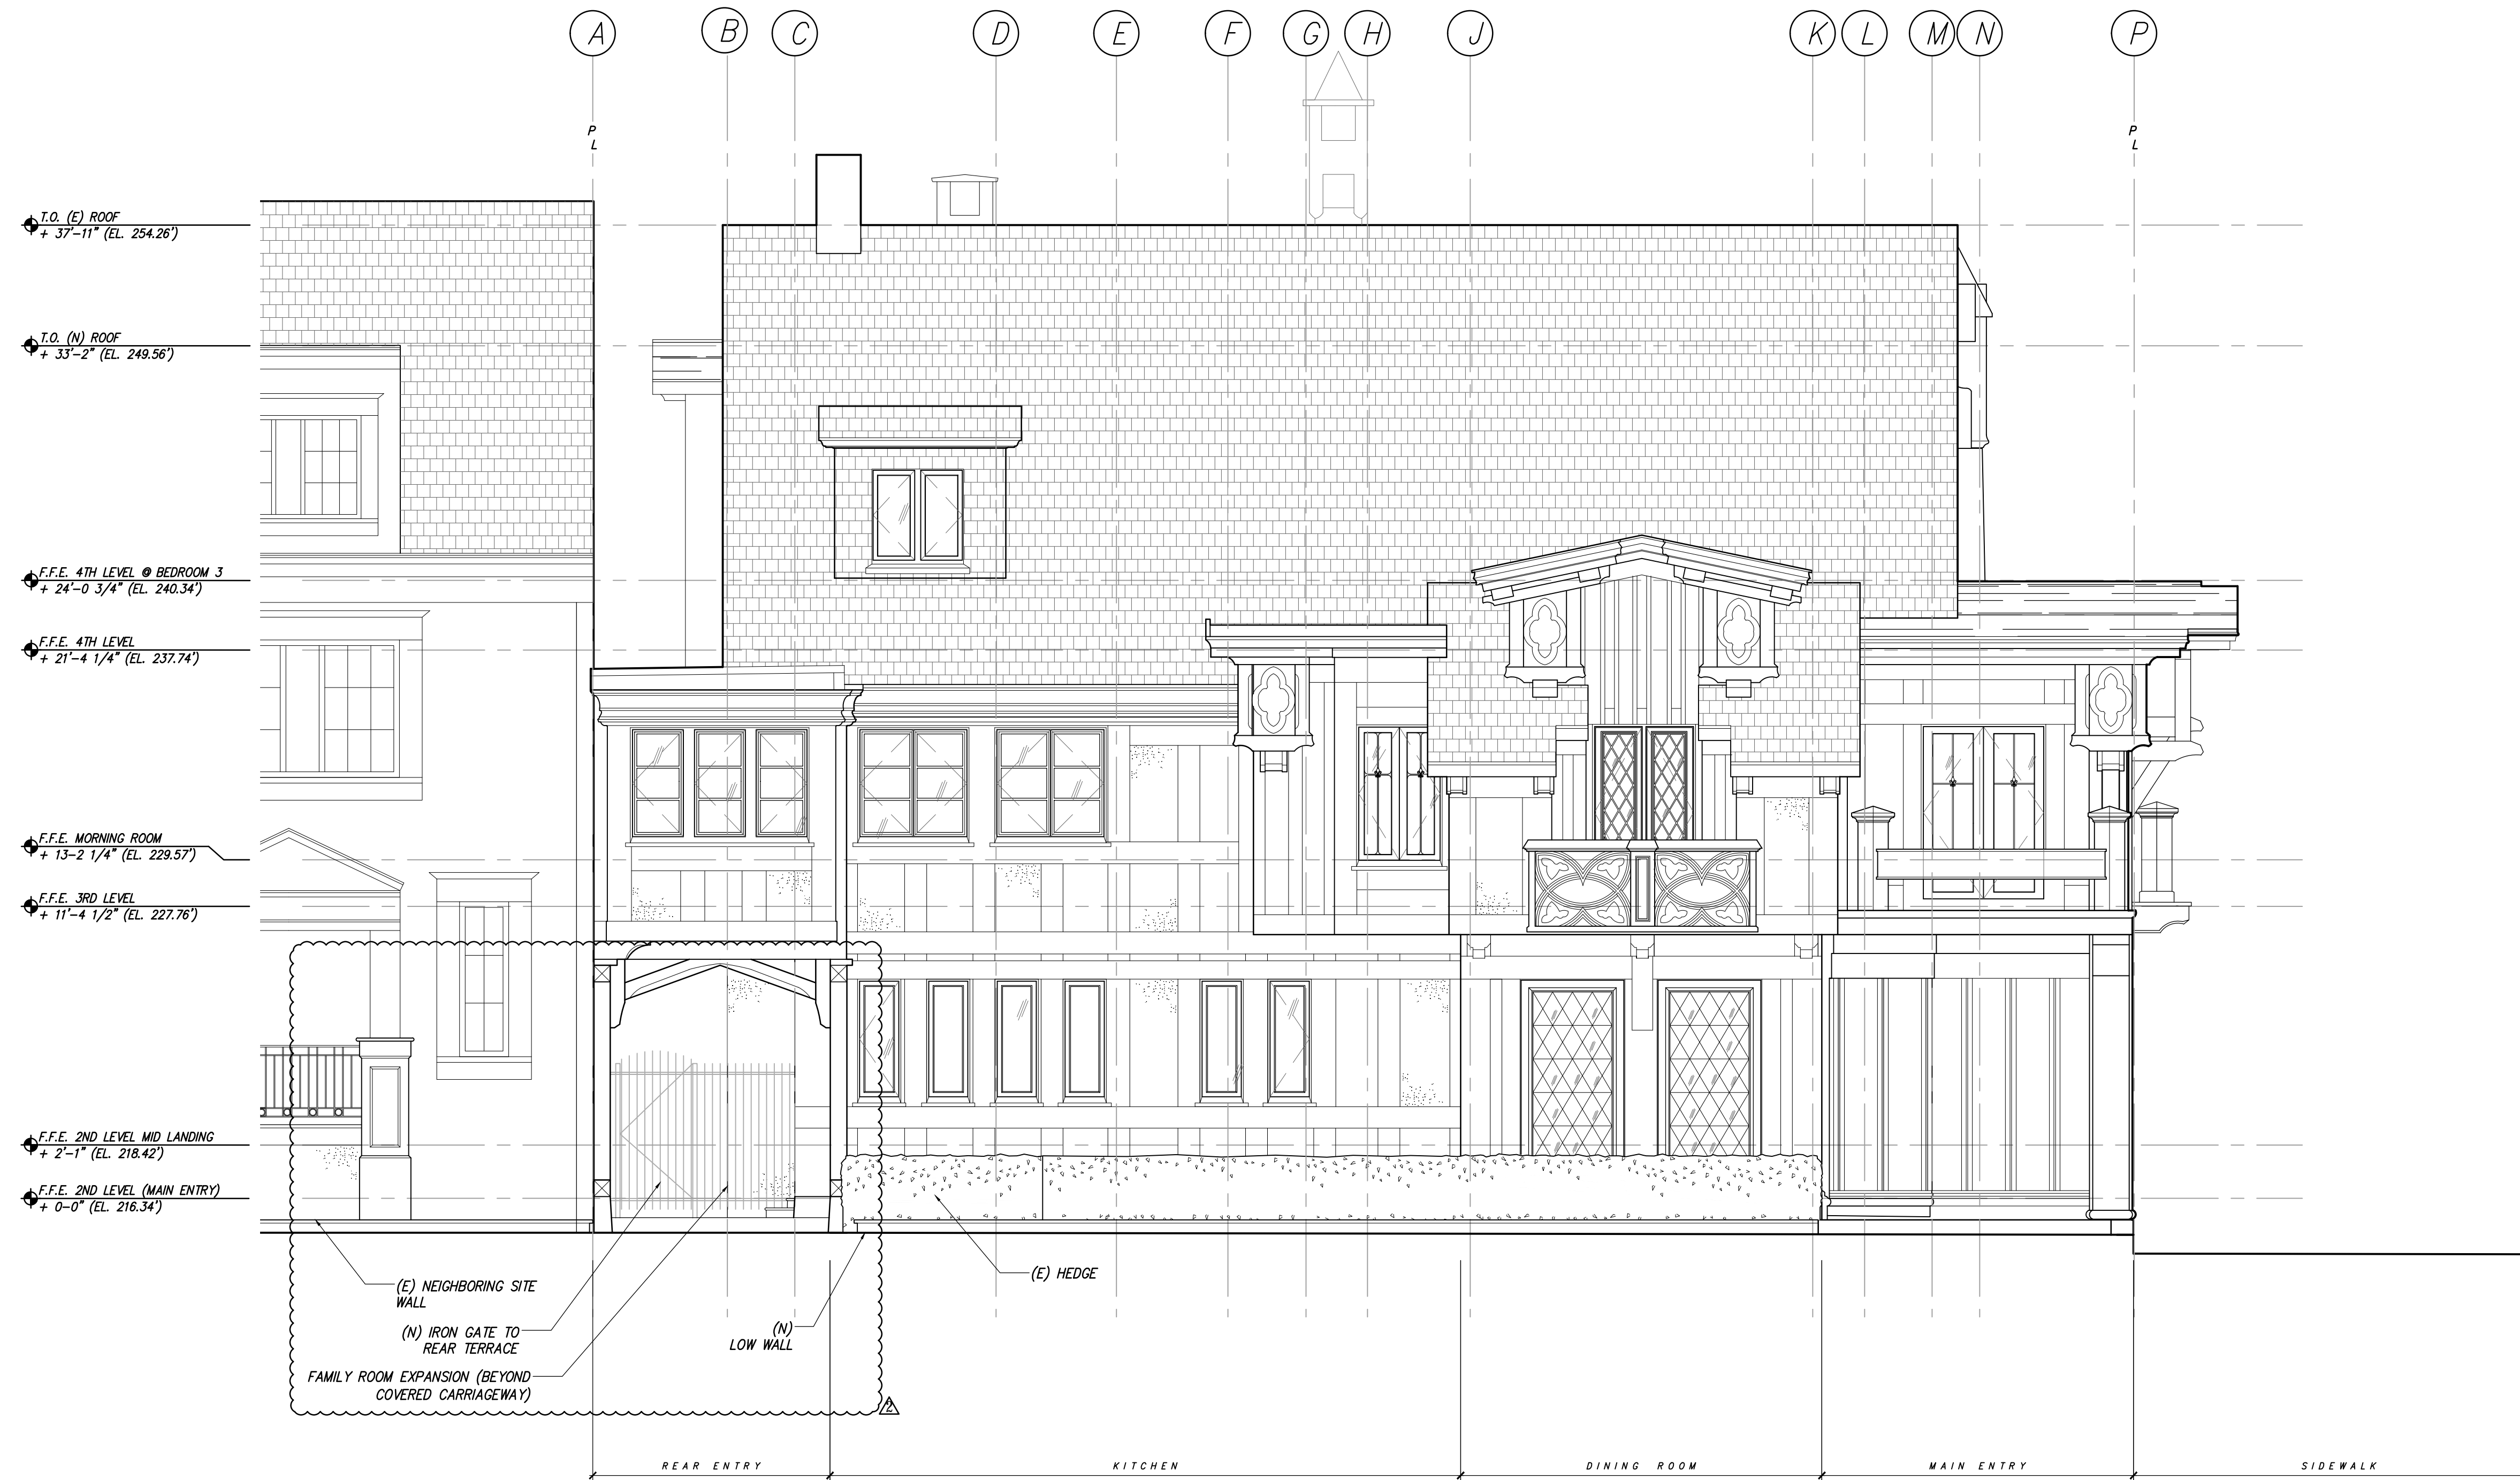 A B C D E F G H J K L M N P
P
L
P
L
T.O. (E) ROOF
+ 37'-11" (EL. 254.26')
T.O. (N) ROOF
+ 33'-2" (EL. 249.56')
F.F.E. 4TH LEVEL @ BEDROOM 3
+ 24'-0 3/4" (EL. 240.34')
F.F.E. 4TH LEVEL
+ 21'-4 1/4" (EL. 237.74')
F.F.E. MORNING ROOM
+ 13-2 1/4" (EL. 229.57')
F.F.E. 3RD LEVEL
+ 11'-4 1/2" (EL. 227.76')
F.F.E. 2ND LEVEL MID LANDING
+ 2'-1" (EL. 218.42')
F.F.E. 2ND LEVEL (MAIN ENTRY)
+ 0-0" (EL. 216.34')
(E) NEIGHBORING SITE
WALL
(N) IRON GATE TO
REAR TERRACE
FAMILY ROOM EXPANSION (BEYOND
COVERED CARRIAGEWAY)
(N)
LOW WALL
(E) HEDGE
2
REAR ENTRY
KITCHEN
DINING ROOM
MAIN ENTRY
SIDEWALK